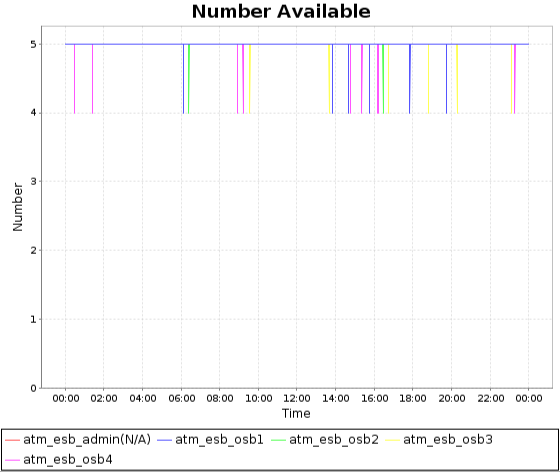 Number Available
5
4
3
2
1
0
Number
00:00 02:00 04:00 06:00 08:00 10:00 12:00 14:00 16:00 18:00 20:00 22:00 00:00
Time
atm_esb_admin(N/A) atm_esb_osb1 atm_esb_osb2 atm_esb_osb3
atm_esb_osb4